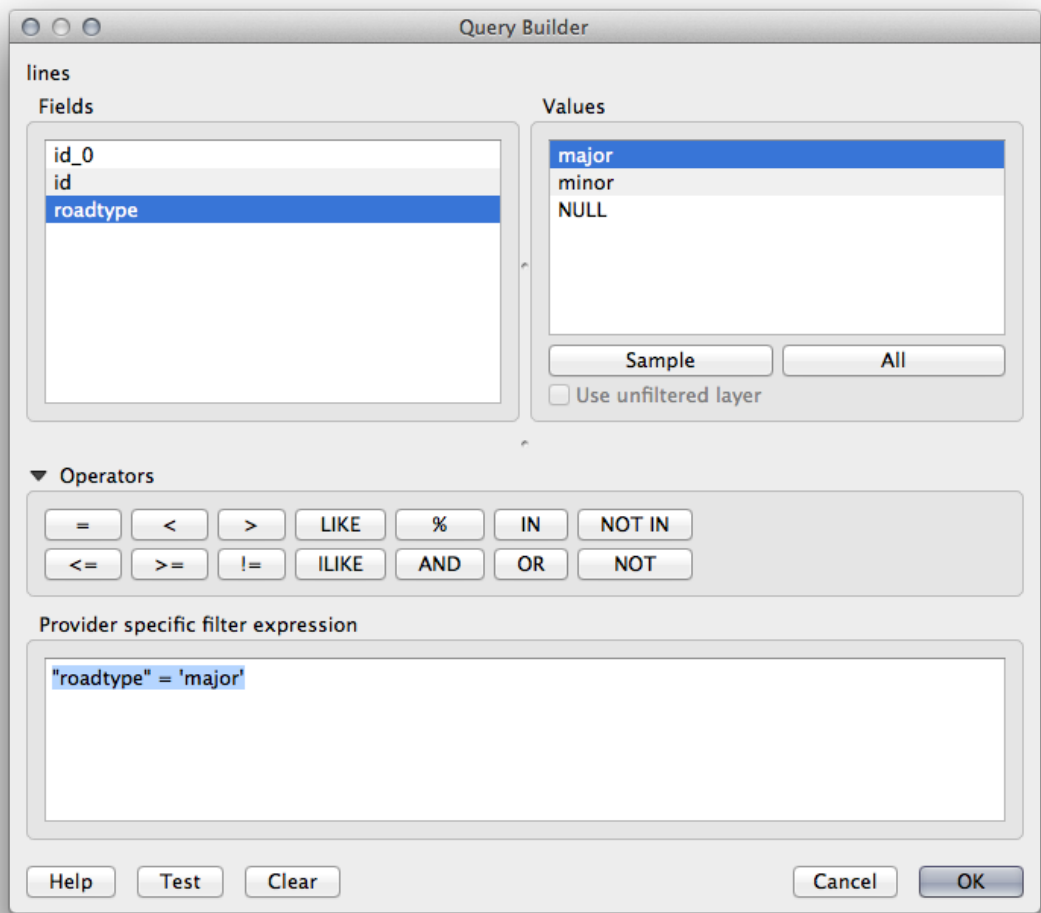 Query Builder
lines
Fields
id_0
id
roadtype
Values
major
minor
NULL
Sample All
Use unfiltered layer
Operators
= < > LIKE % IN NOT IN
<= >= != ILIKE AND OR NOT
Provider specific filter expression
"roadtype" = 'major'
Help Test Clear Cancel OK